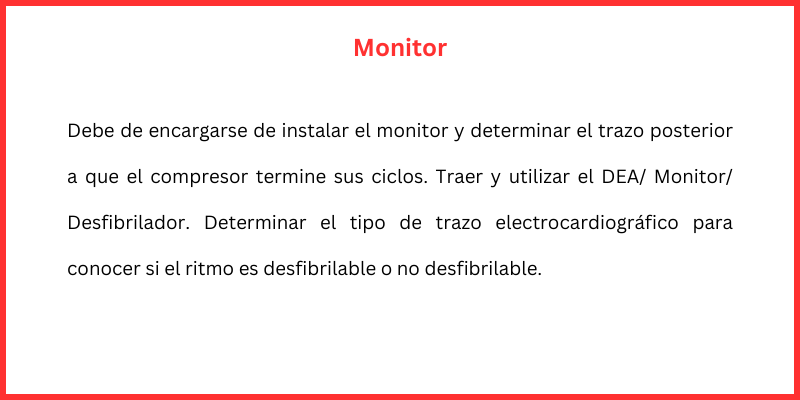 Monitor
Debe de encargarse de instalar el monitor y determinar el trazo posterior
a que el compresor termine sus ciclos. Traer y utilizar el DEA/ Monitor/
Desfibrilador. Determinar el tipo de trazo electrocardiográfico para
conocer si el ritmo es desfibrilable o no desfibrilable.